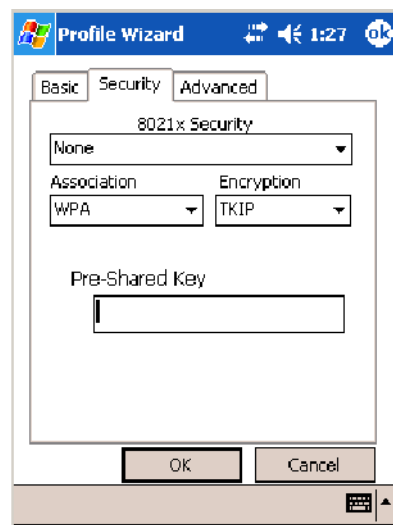 Profile Wizard 1:27 ok
Basic Security Advanced
8021x Security
None
Association Encryption
WPA TKIP
Pre-Shared Key
OK Cancel